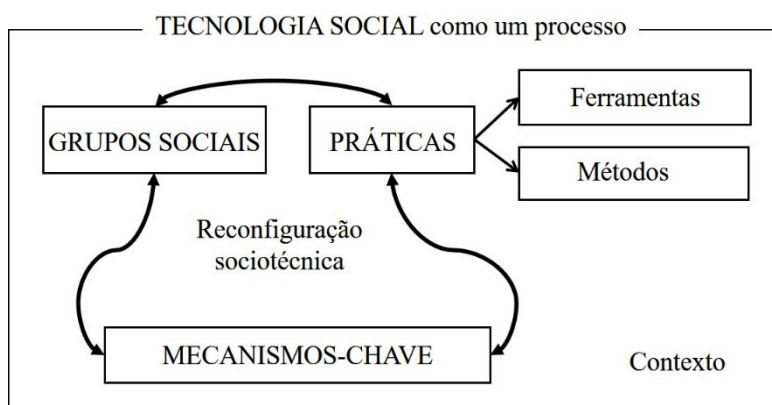 TECNOLOGIA SOCIAL como um processo
Ferramentas
GRUPOS SOCIAIS
PRÁTICAS
Métodos
Reconfiguração
sociotécnica
MECANISMOS-CHAVE
Contexto